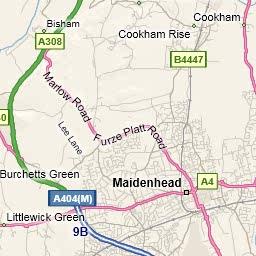 Bisham
Cookham
Cookham Rise
A308
B4447
Marlow Road
Lee Lane
Furze Platt Road
Burchetts Green
Maidenhead
A4
A404(M)
Littlewick Green
9B